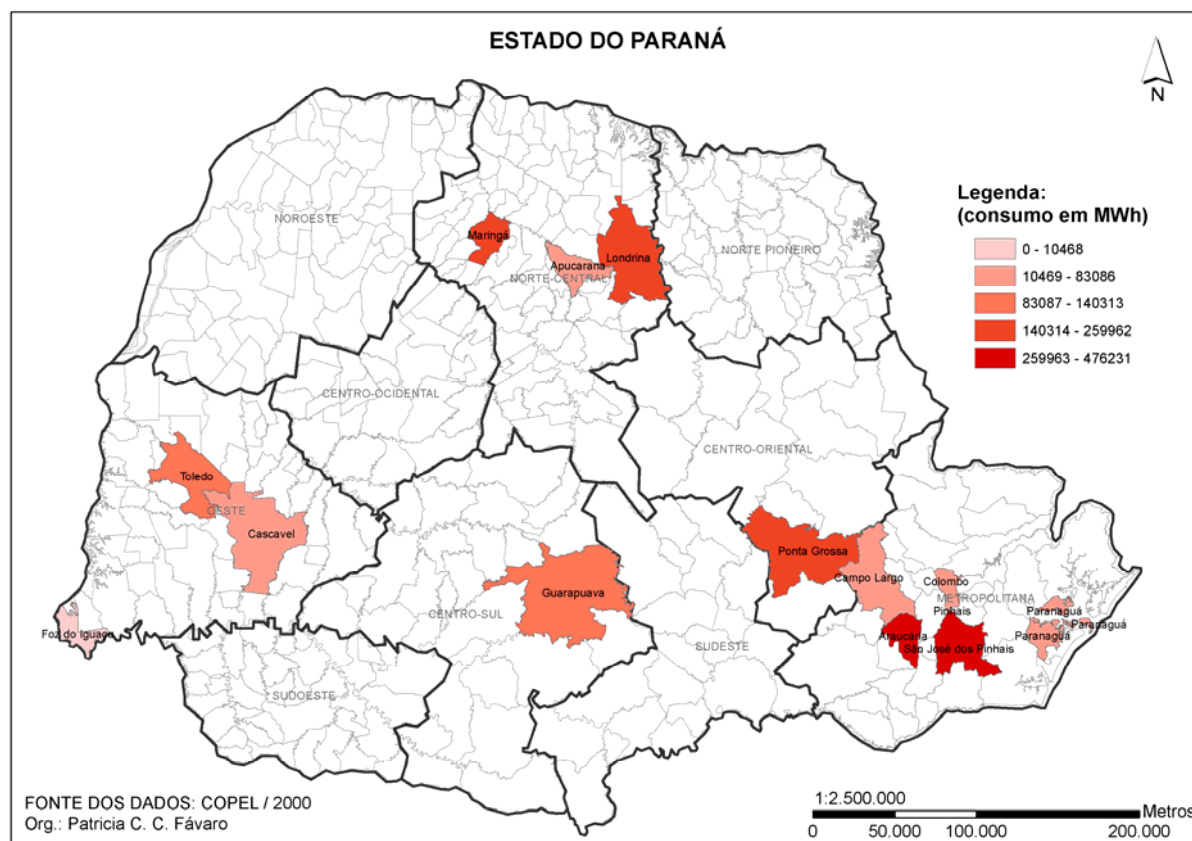 ESTADO DO PARANÁ
N
Legenda:
(consumo em MWh)
0 - 10468
10469 - 83086
83087 - 140313
140314 - 259962
259963 - 476231
NOROESTE
Maringá
Apucarana
Londrina
NORTE-CENTRAL
NORTE PIONEIRO
CENTRO-OCIDENTAL
CENTRO-ORIENTAL
Toledo
OESTE
Cascavel
Foz do Iguaçu
Guarapuava
CENTRO-SUL
Ponta Grossa
Campo Largo
Colombo
METROPOLITANA
Pinhais
Paranaguá
Paranaguá
Paranaguá
Araucária
São José dos Pinhais
SUDESTE
SUDOESTE
FONTE DOS DADOS: COPEL / 2000
Org.: Patricia C. C. Fávaro
1:2.500.000
Metros
0 50.000 100.000 200.000